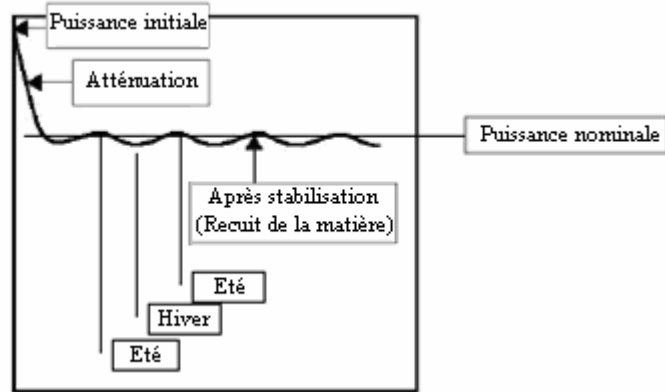 Puissance initiale
Atténuation
Puissance nominale
Après stabilisation
(Recuit de la matière)
Eté
Hiver
Eté